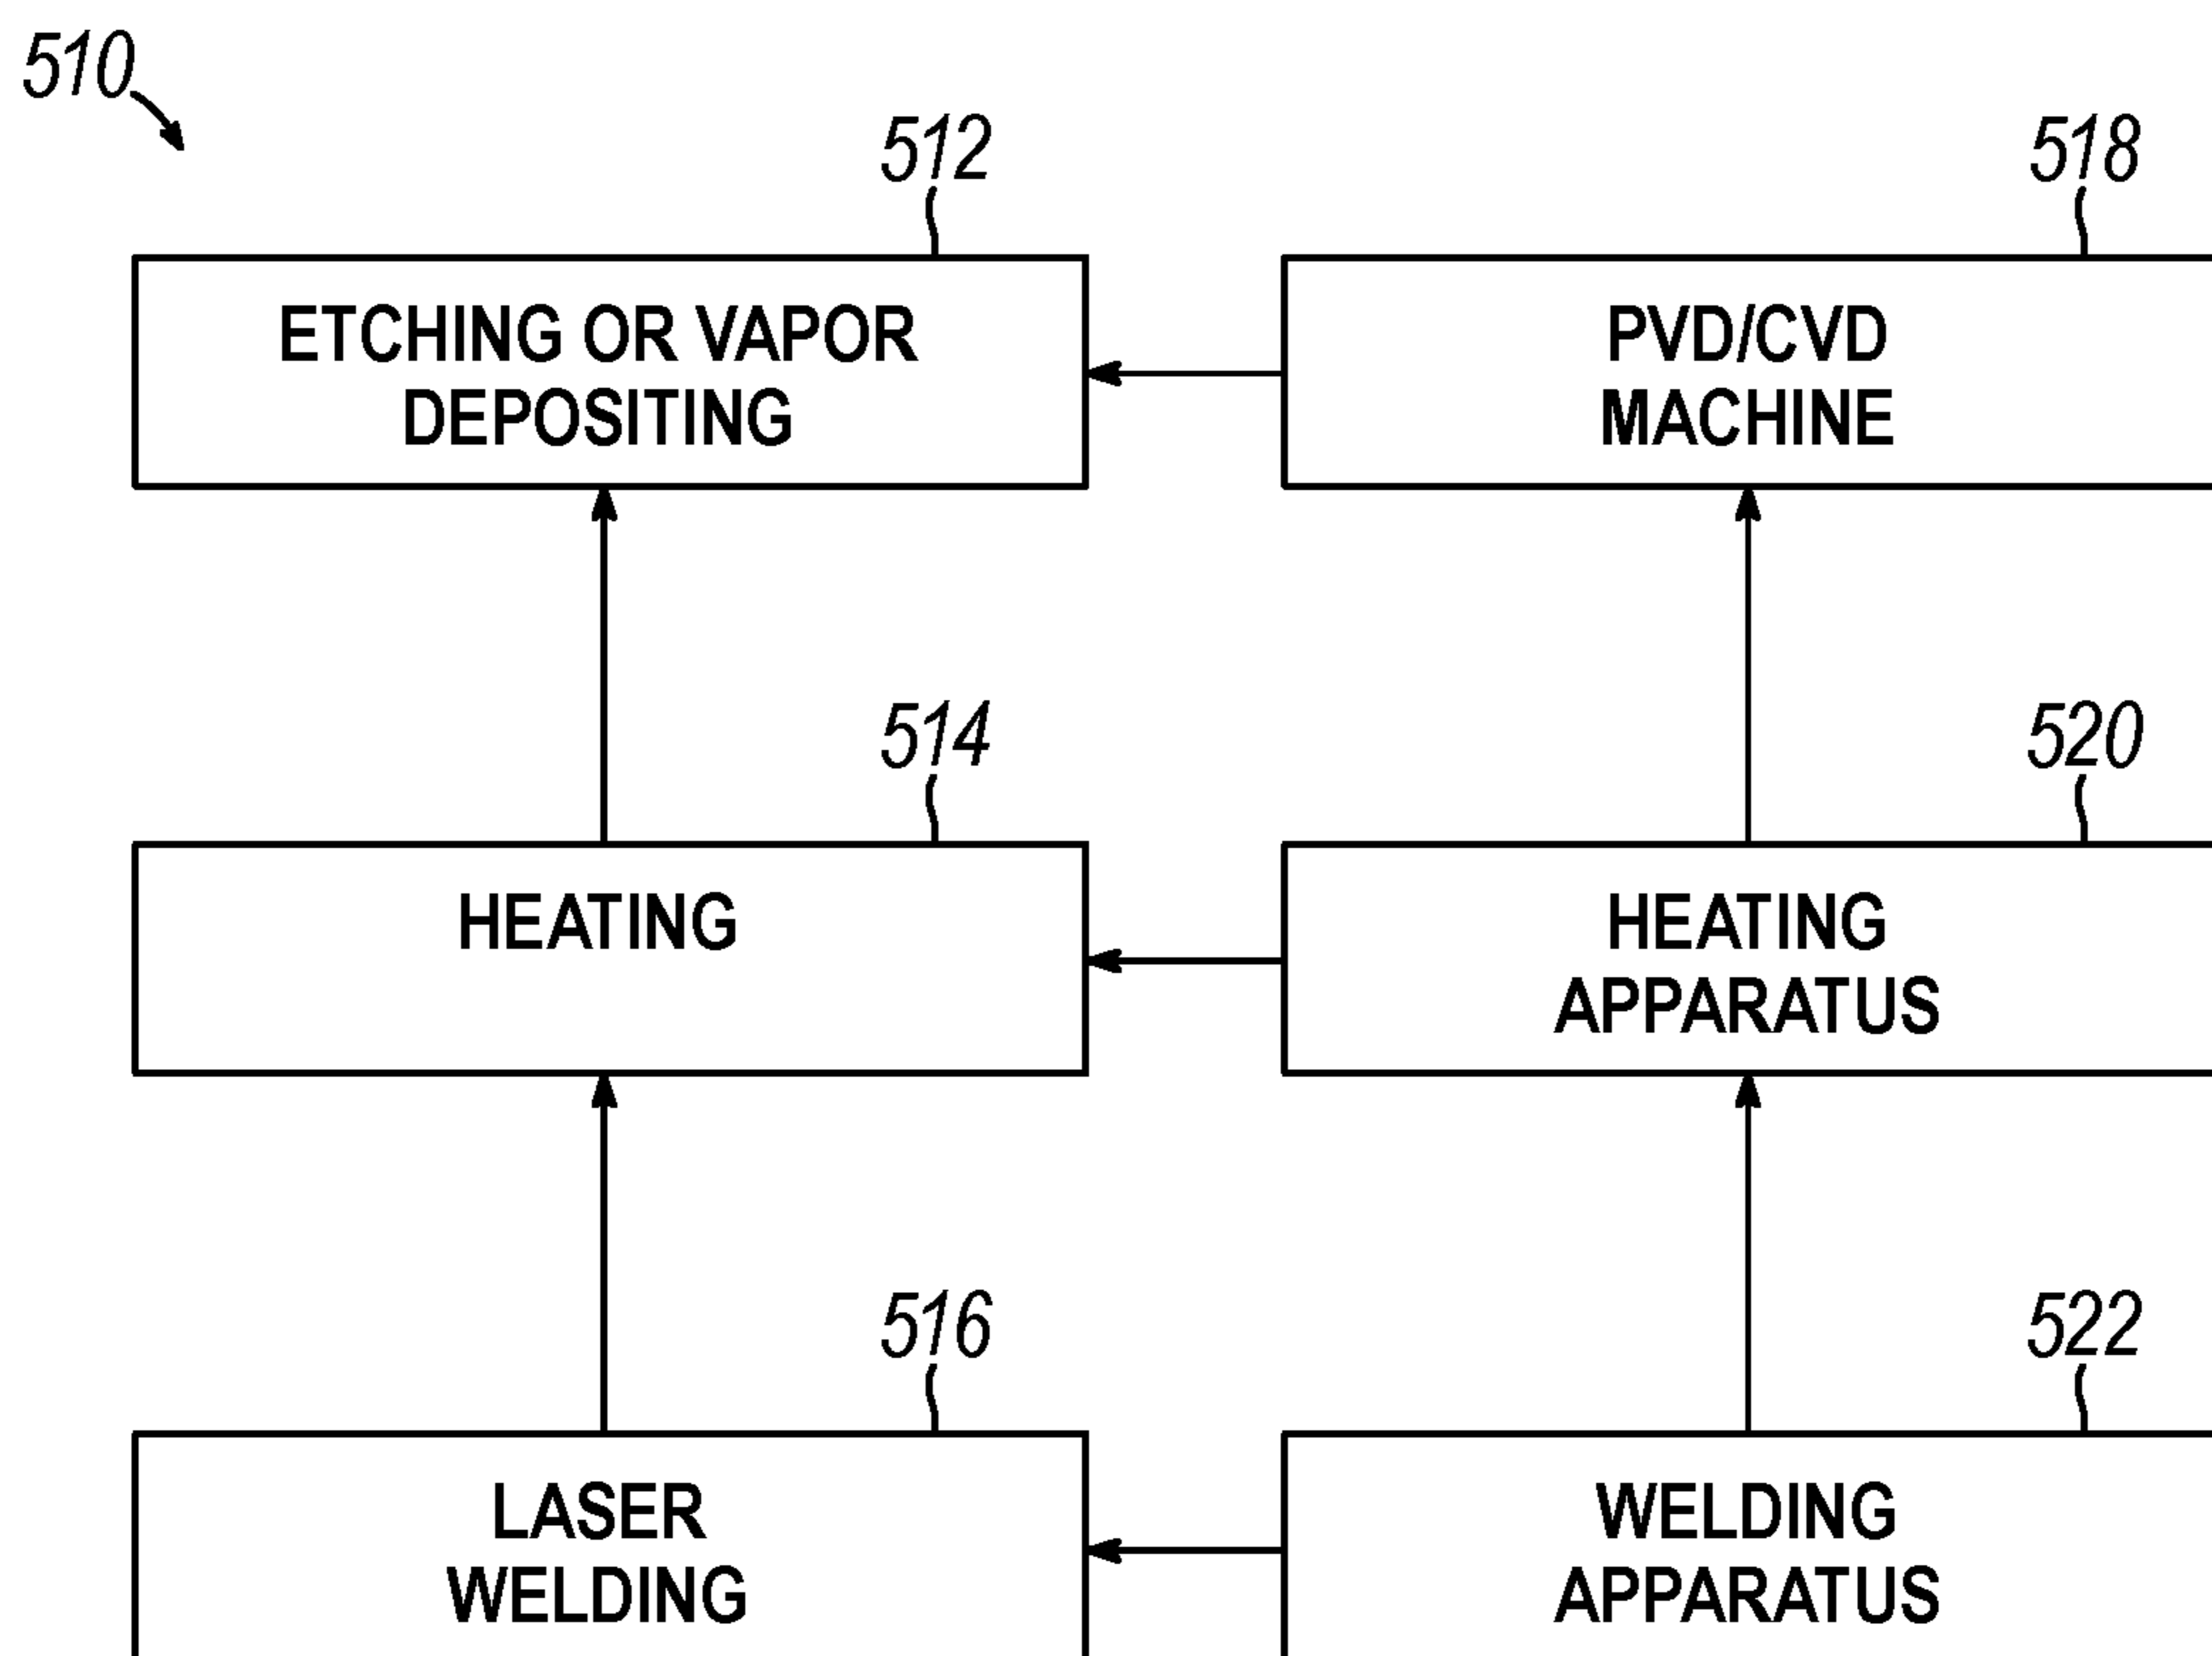 510
512
518
ETCHING OR VAPOR
DEPOSITING
PVD/CVD
MACHINE
514
520
HEATING
HEATING
APPARATUS
516
522
LASER
WELDING
WELDING
APPARATUS